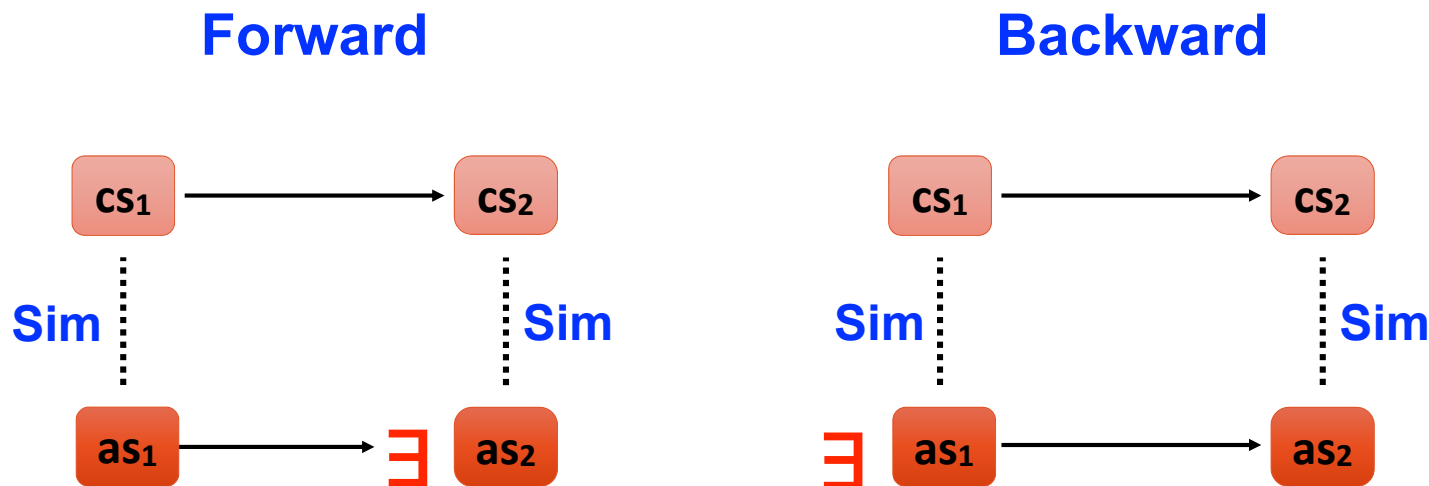 Forward Backward
cs₁ cs₂ cs₁ cs₂
Sim Sim Sim Sim
as₁ ∃ as₂ ∃ as₁ as₂